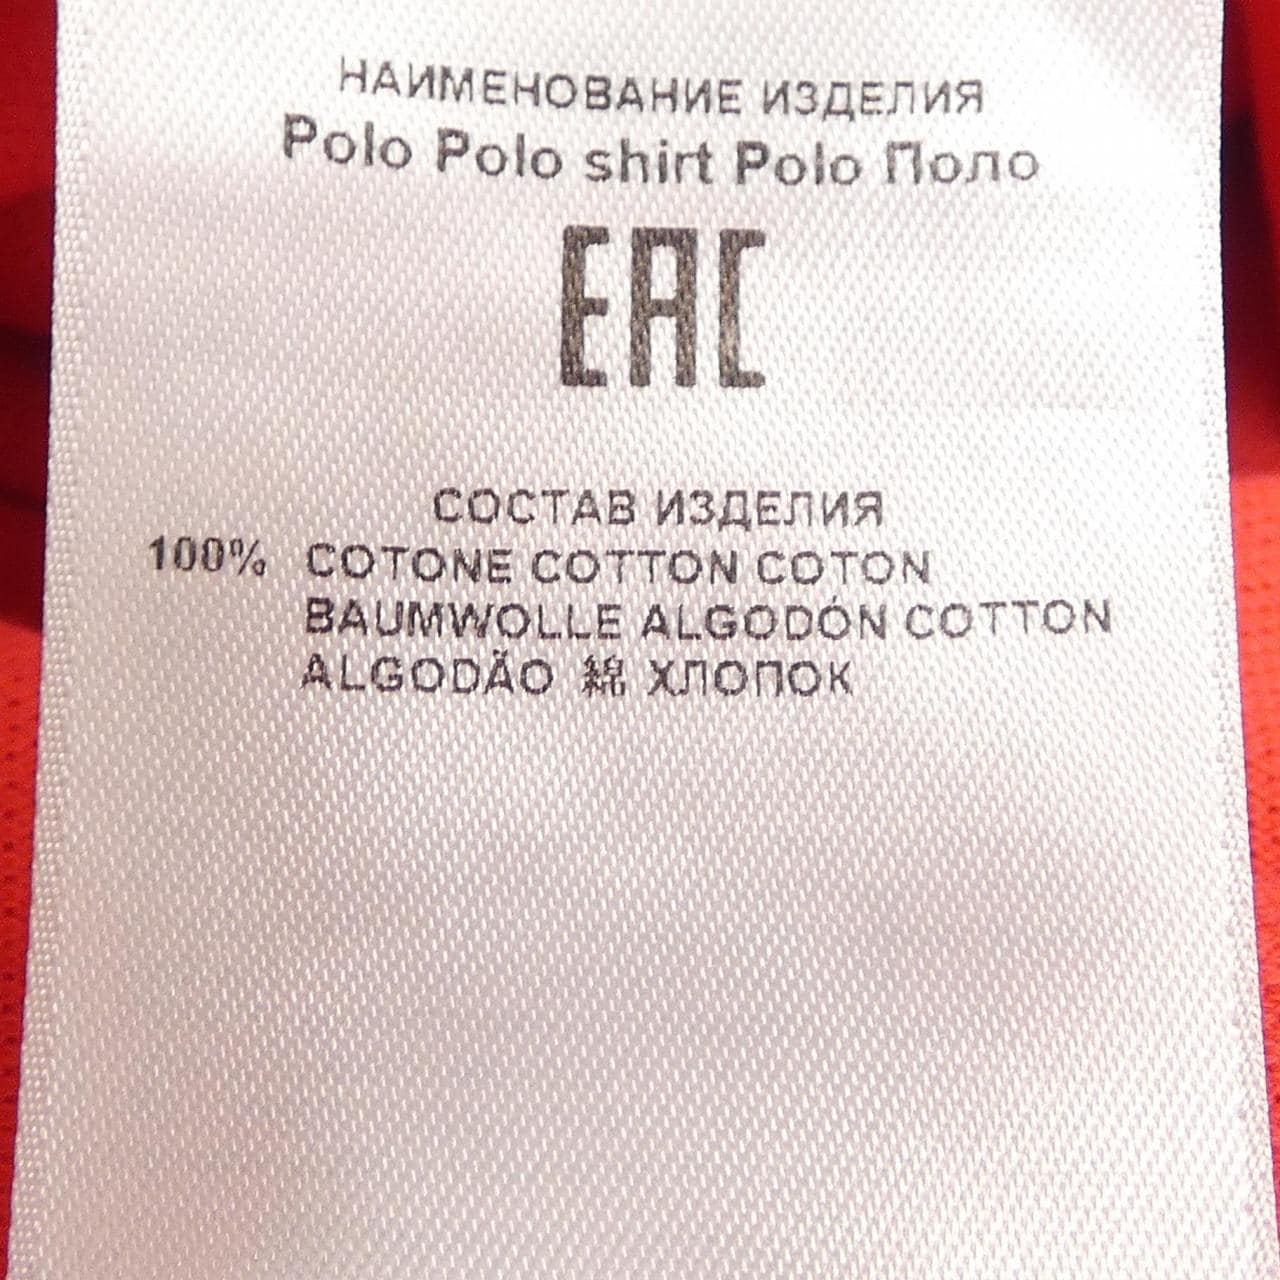 НАИМЕНОВАНИЕ ИЗДЕЛИЯ
Polo Polo shirt Polo Поло
EAC
СОСТАВ ИЗДЕЛИЯ
100% COTONE COTTON COTON
BAUMWOLLE ALGODÓN COTTON
ALGODÃO 綿 ХЛОПОК